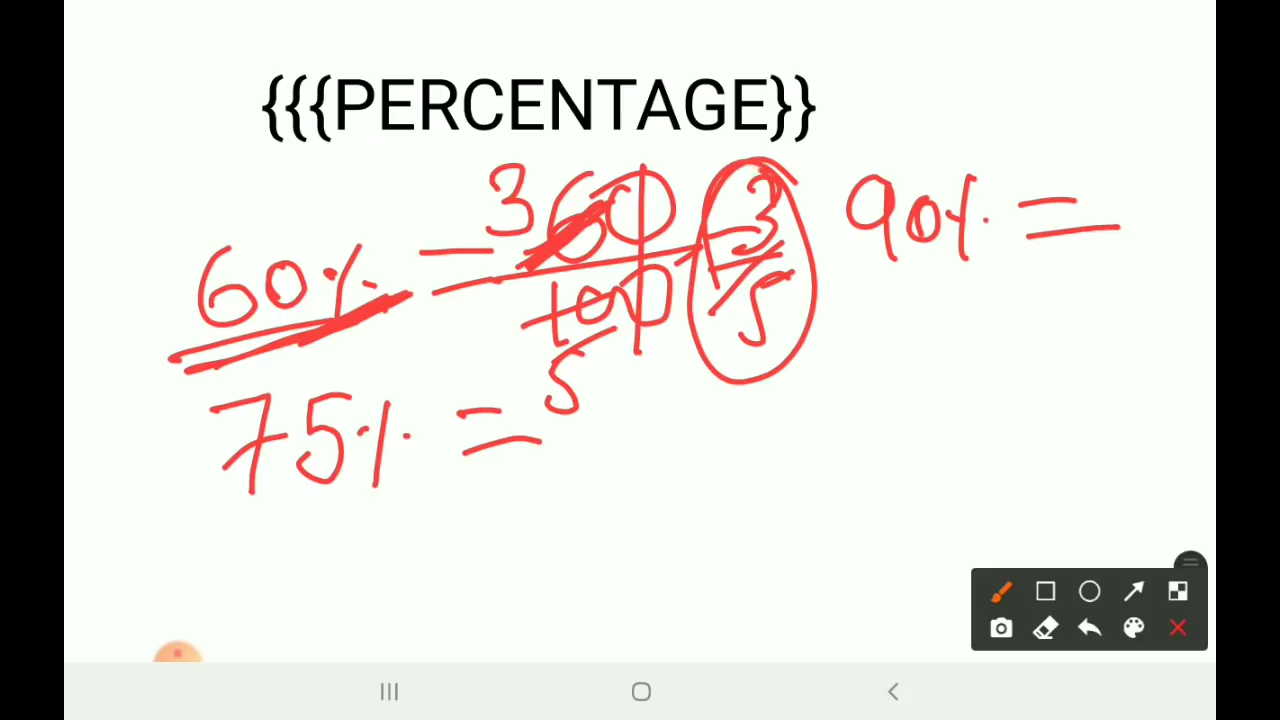 {{{PERCENTAGE}}
60% = 60/100 = 3/5
3
5
90% =
75% =